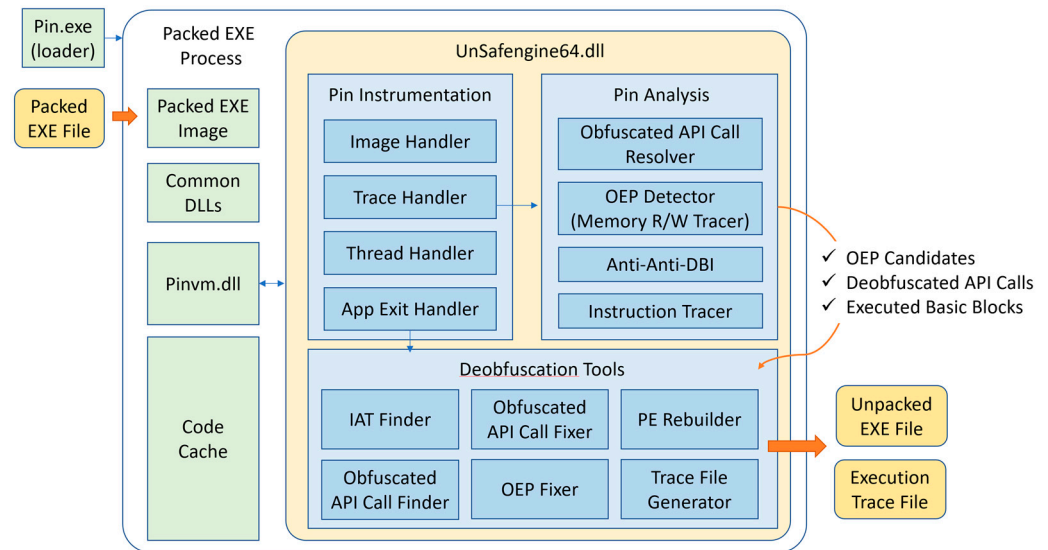 Pin.exe
(loader)
Packed
EXE File
Packed EXE
Process
Packed EXE
Image
Common
DLLs
Pinvm.dll
Code
Cache
UnSafengine64.dll
Pin Instrumentation
Image Handler
Trace Handler
Thread Handler
App Exit Handler
Pin Analysis
Obfuscated API Call
Resolver
OEP Detector
(Memory R/W Tracer)
Anti-Anti-DBI
Instruction Tracer
✓ OEP Candidates
✓ Deobfuscated API Calls
✓ Executed Basic Blocks
Deobfuscation Tools
IAT Finder
Obfuscated
API Call Fixer
PE Rebuilder
Obfuscated
API Call Finder
OEP Fixer
Trace File
Generator
Unpacked
EXE File
Execution
Trace File